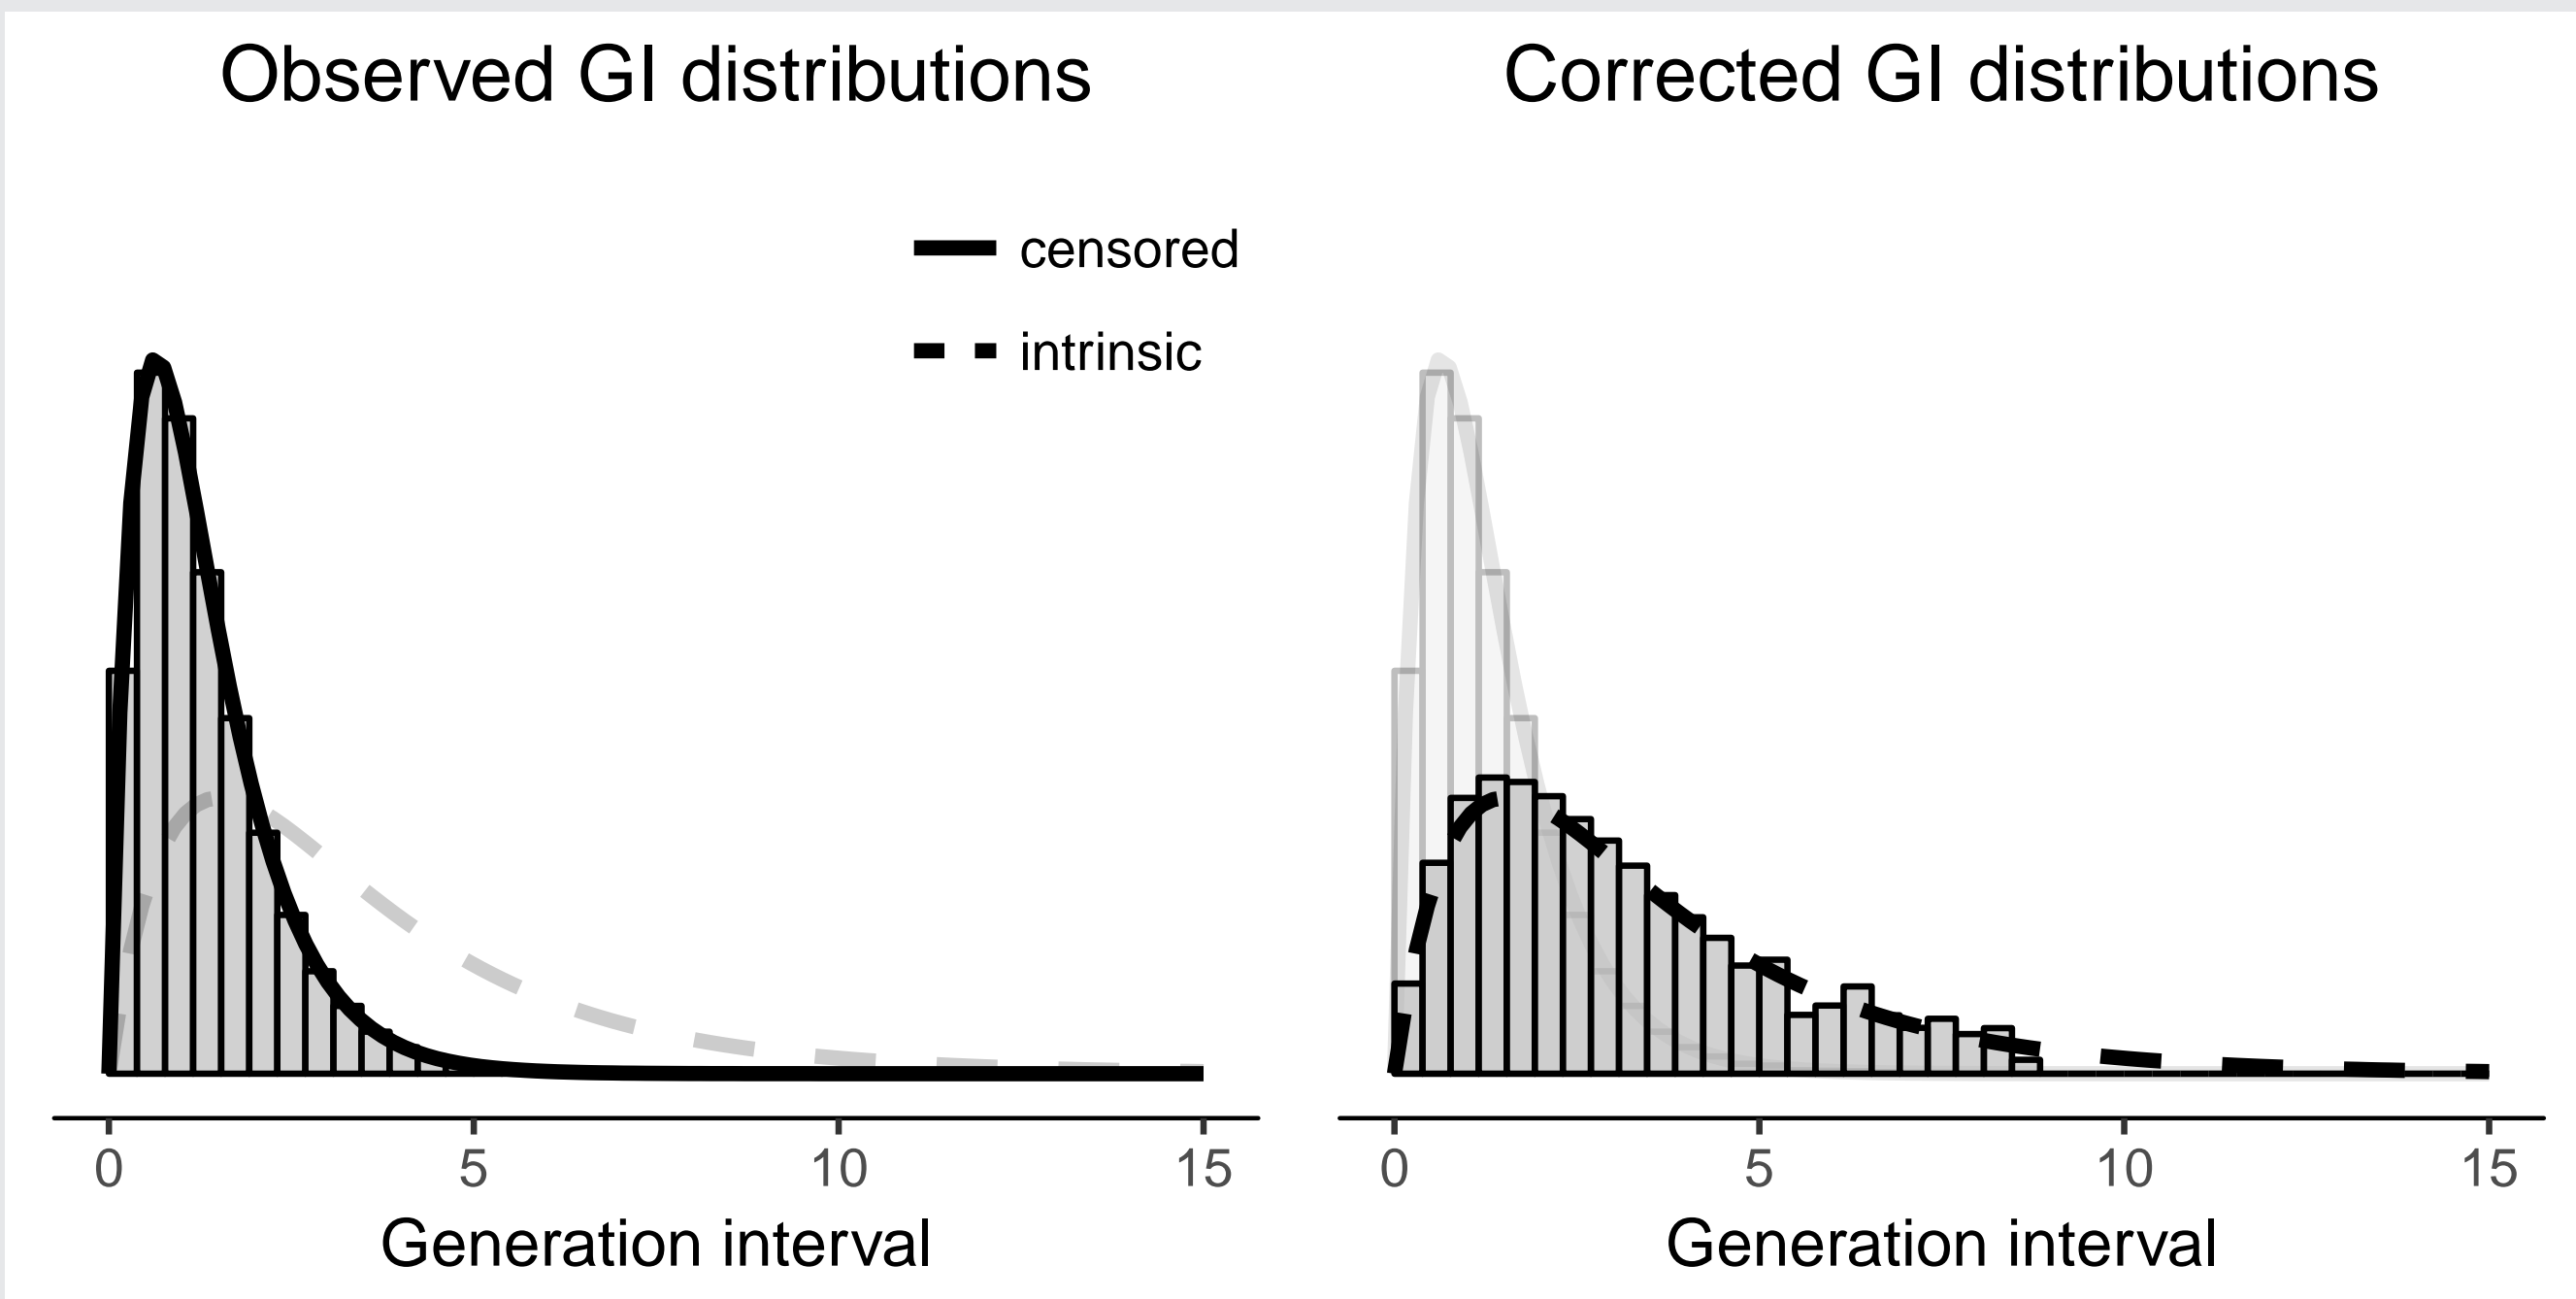 Observed GI distributions
censored
intrinsic
0 5 10 15
Generation interval
Corrected GI distributions
0 5 10 15
Generation interval